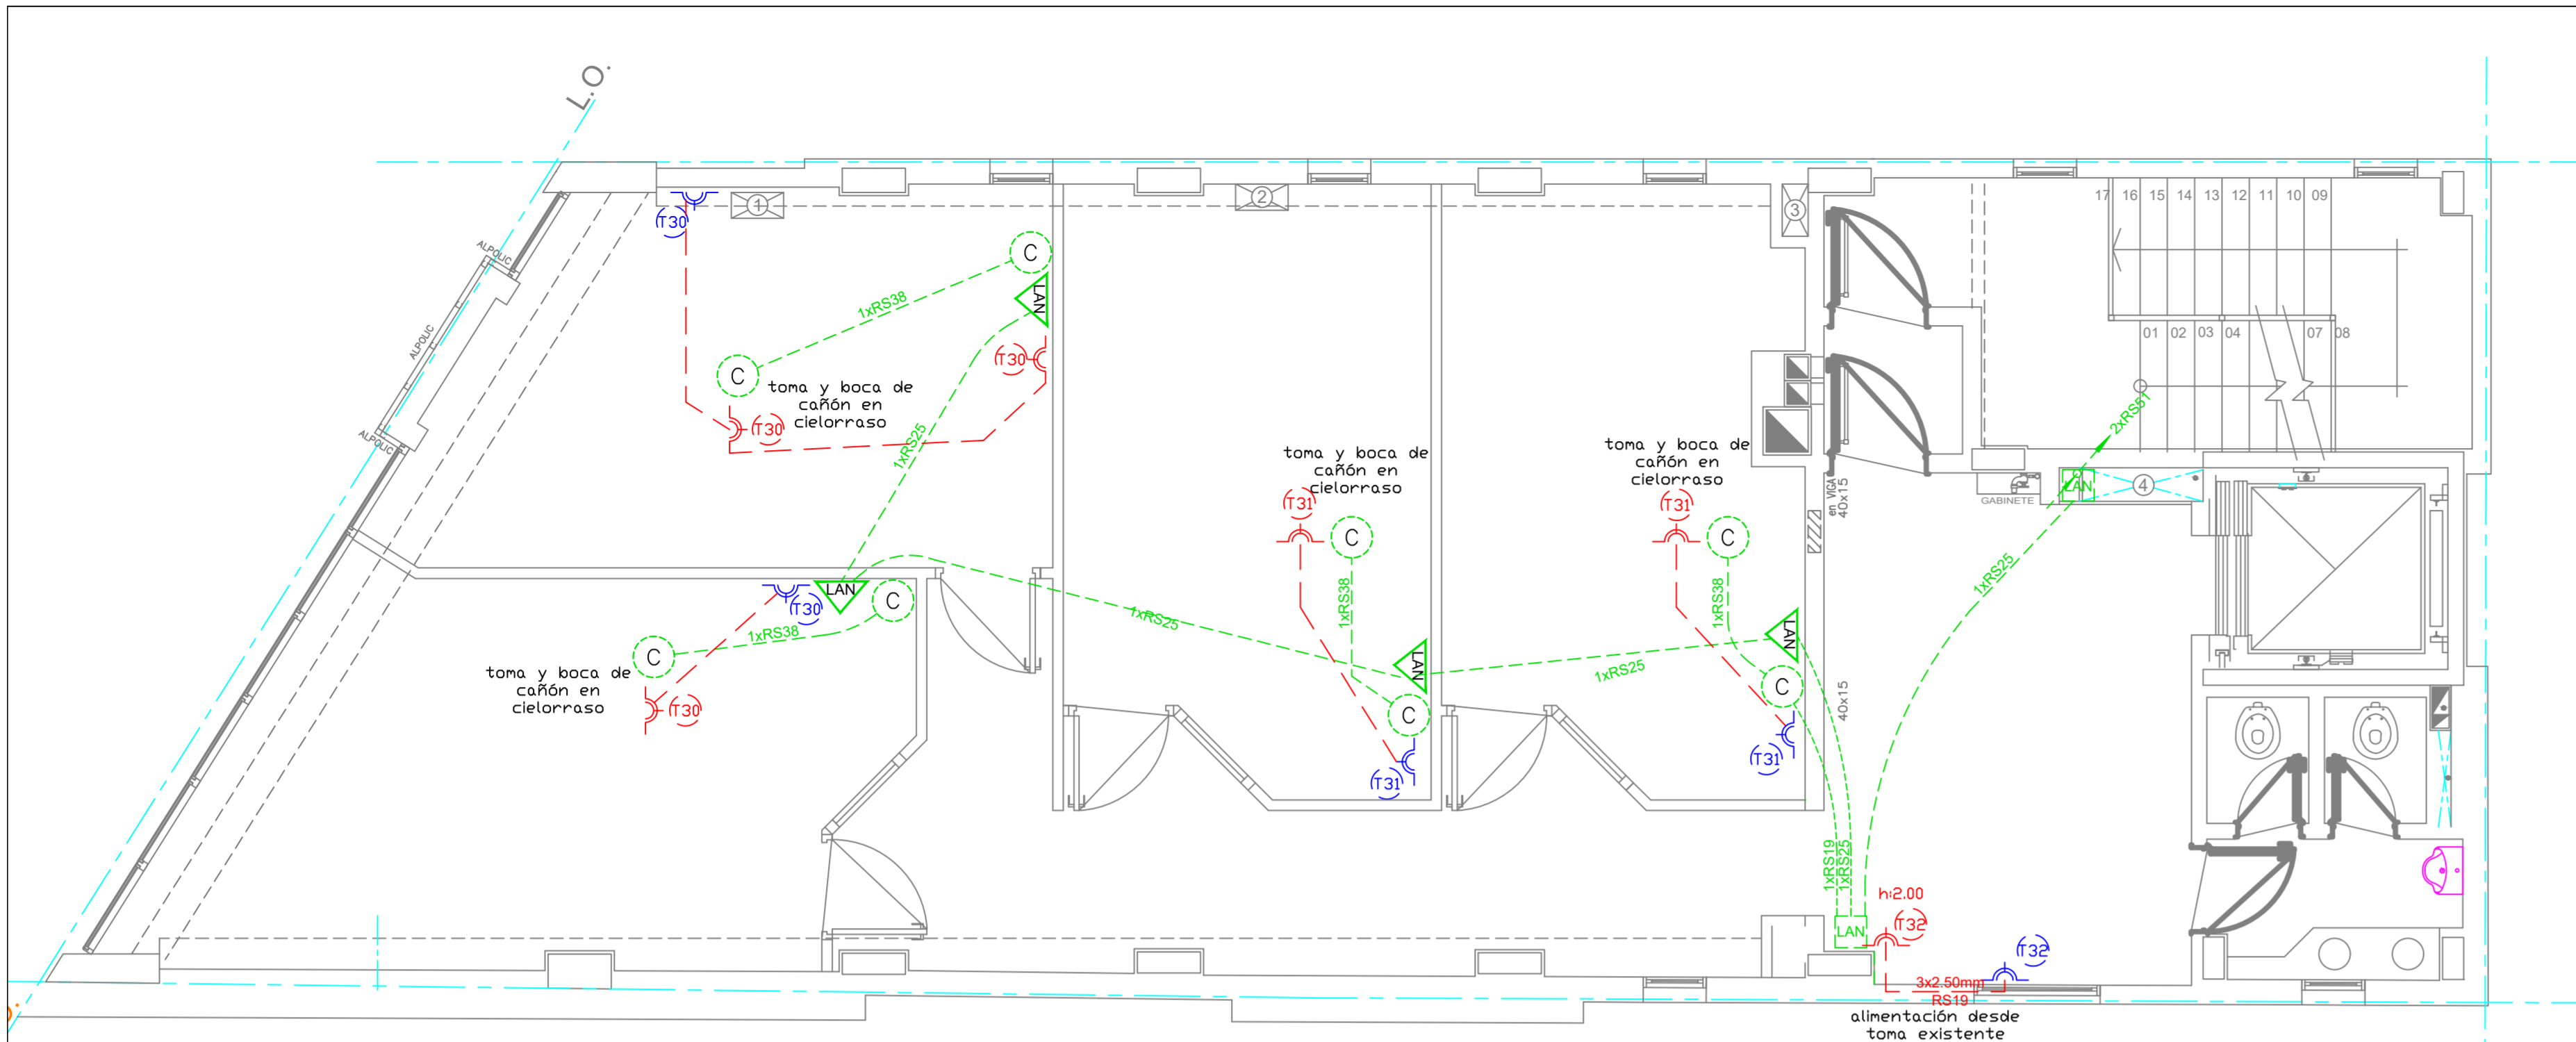 L.O.
T30
1
2
3
17
16
15
14
13
12
11
10
09
C
LAN
ALPOLIC
1xRS38
ALPOLIC
01
02
03
04
07
08
T30
C
toma y boca de
cañón en
cielorraso
T30
1xRS25
ALPOLIC
2xRS51
toma y boca de
cañón en
cielorraso
toma y boca de
cañón en
cielorraso
T31
T31
en VIGA
40x15
GABINETE
LAN
4
C
C
1xRS38
1xRS38
1xRS25
T30
LAN
C
1xRS25
LAN
1xRS38
C
LAN
1xRS25
toma y boca de
cañón en
cielorraso
T30
C
C
40x15
T31
T31
1xRS19
1xRS25
h:2.00
T32
LAN
T32
3x2.50mm
RS19
alimentación desde
toma existente